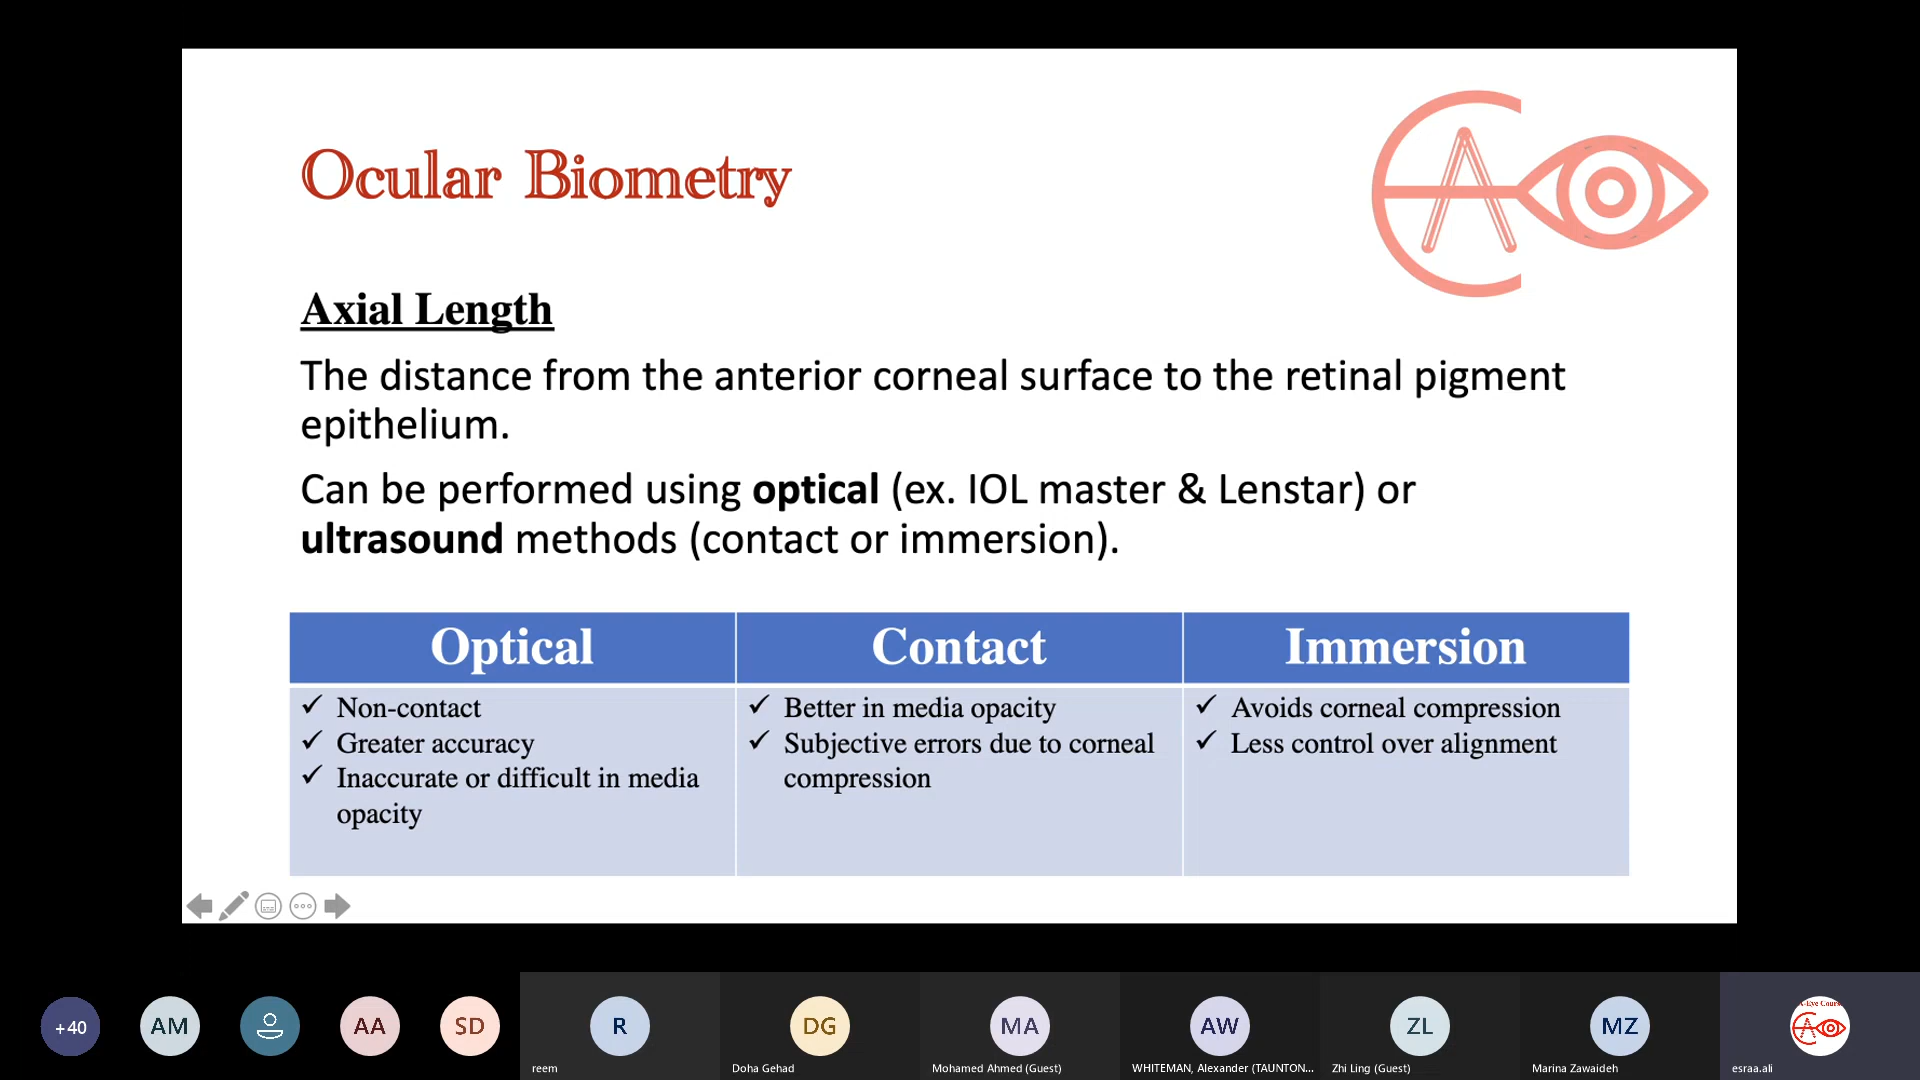 Ocular Biometry
CA
Axial Length
The distance from the anterior corneal surface to the retinal pigment
epithelium.
Can be performed using optical (ex. IOL master & Lenstar) or
ultrasound methods (contact or immersion).
Optical
Contact
Immersion
✓ Non-contact
✓ Greater accuracy
✓ Inaccurate or difficult in media
opacity
✓ Better in media opacity
✓ Subjective errors due to corneal
compression
✓ Avoids corneal compression
✓ Less control over alignment
+40
AM
AA
SD
R
reem
DG
Doha Gehad
MA
Mohamed Ahmed (Guest)
AW
WHITEMAN, Alexander (TAUNTON...
ZL
Zhi Ling (Guest)
MZ
Marina Zawaideh
esraa.ali